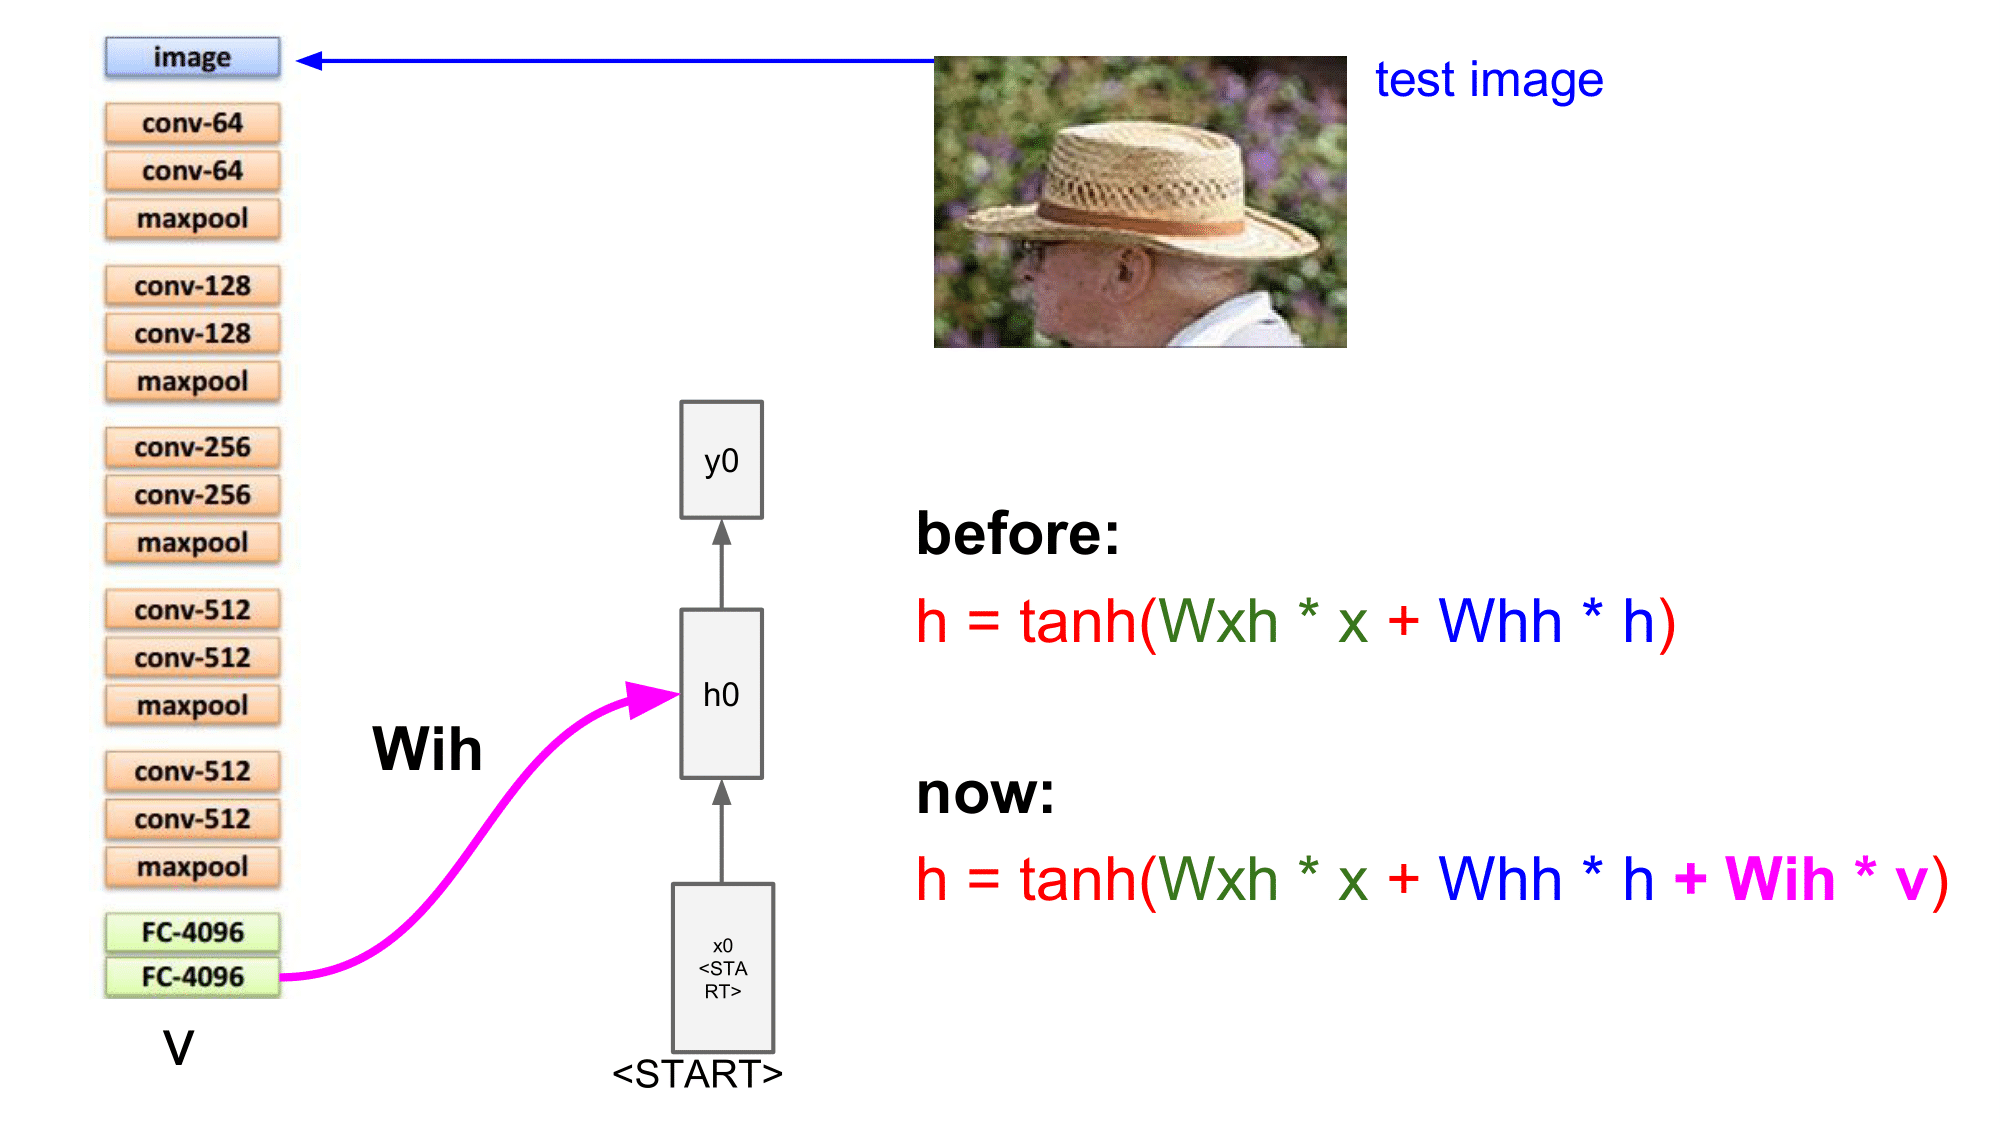 image
conv-64
conv-64
maxpool
conv-128
conv-128
maxpool
conv-256
conv-256
maxpool
conv-512
conv-512
maxpool
conv-512
conv-512
maxpool
FC-4096
FC-4096
v
Wih
y0
h0
x0
<STA
RT>
<START>
test image
before:
h = tanh(Wxh * x + Whh * h)
now:
h = tanh(Wxh * x + Whh * h + Wih * v)